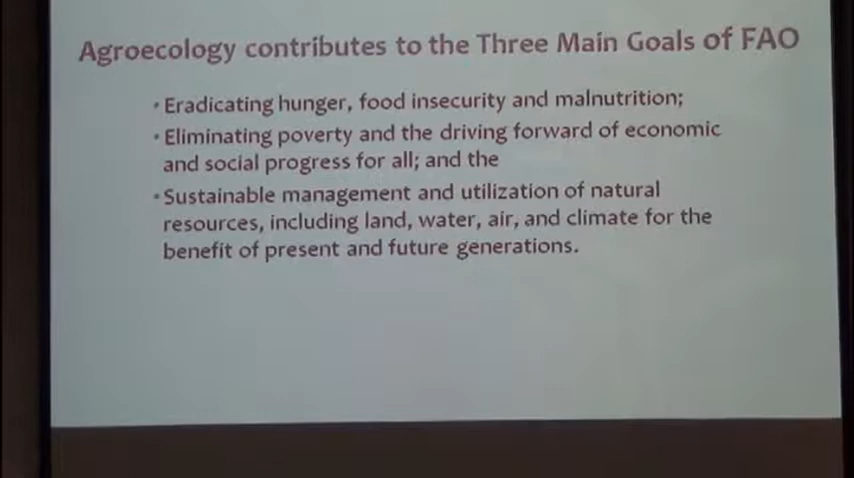 Agroecology contributes to the Three Main Goals of FAO
• Eradicating hunger, food insecurity and malnutrition;
• Eliminating poverty and the driving forward of economic
and social progress for all; and the
• Sustainable management and utilization of natural
resources, including land, water, air, and climate for the
benefit of present and future generations.